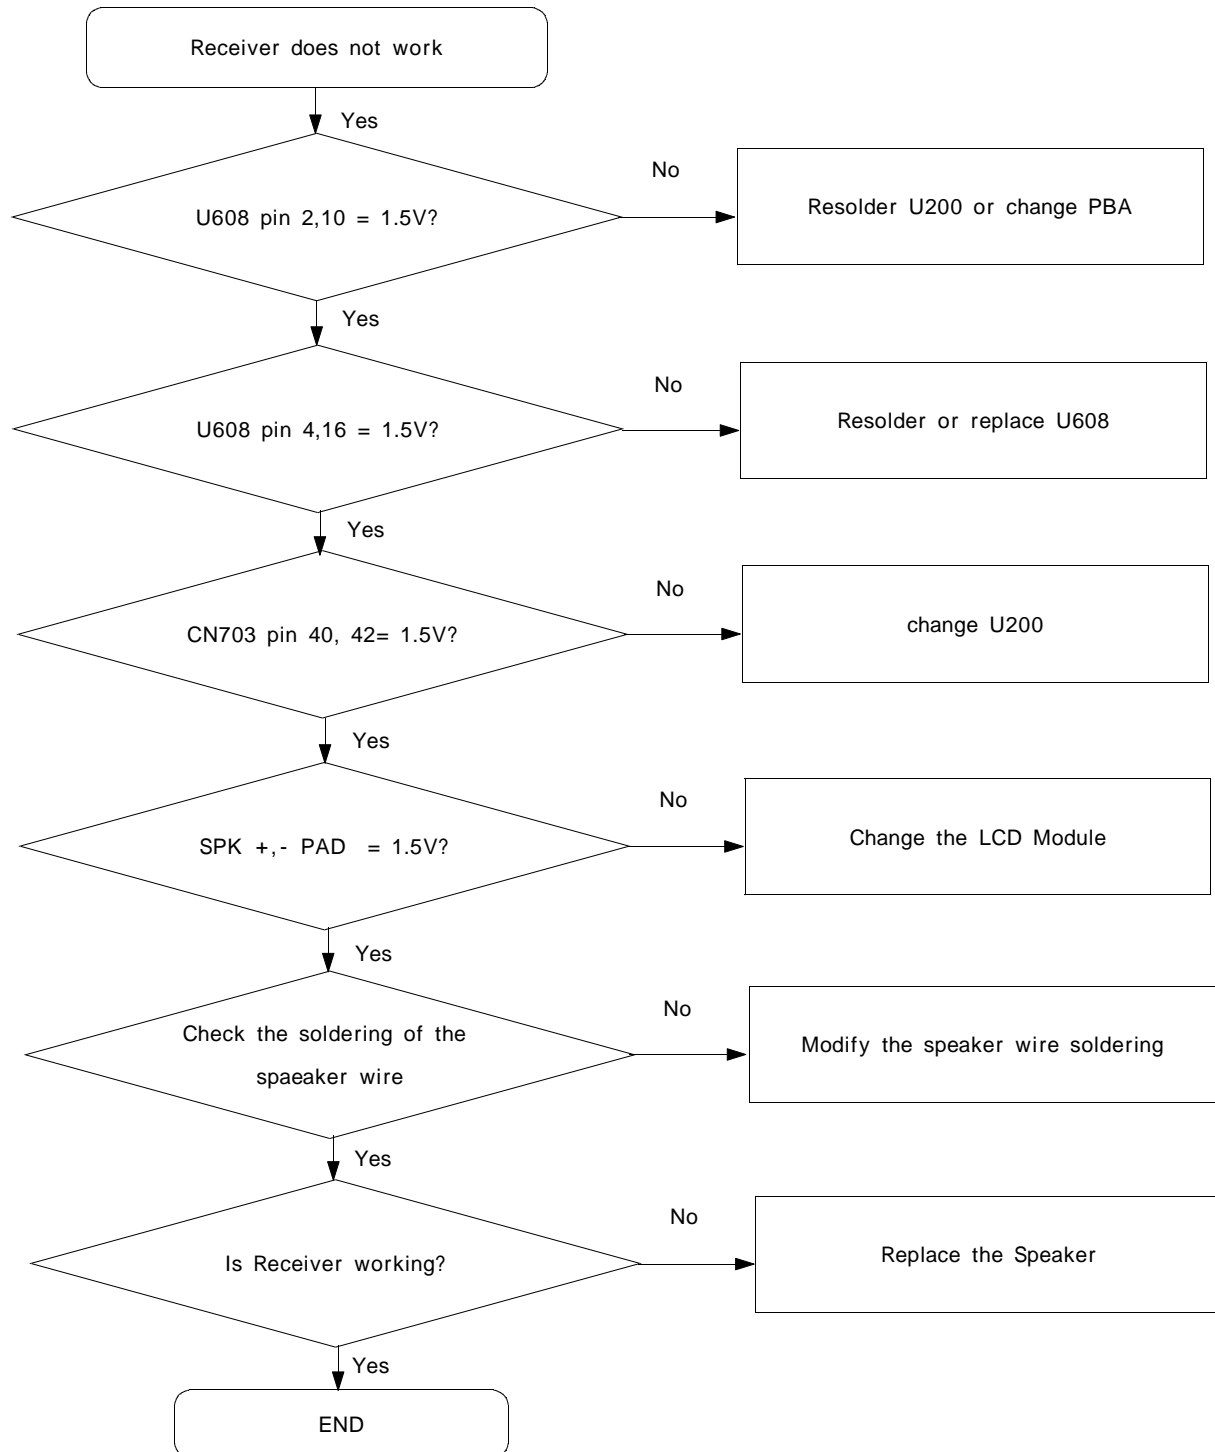 Receiver does not work
Yes
U608 pin 2,10 = 1.5V?
No
Resolder U200 or change PBA
Yes
U608 pin 4,16 = 1.5V?
No
Resolder or replace U608
Yes
CN703 pin 40, 42= 1.5V?
No
change U200
Yes
SPK +,- PAD = 1.5V?
No
Change the LCD Module
Yes
Check the soldering of the
spaeaker wire
No
Modify the speaker wire soldering
Yes
Is Receiver working?
No
Replace the Speaker
Yes
END